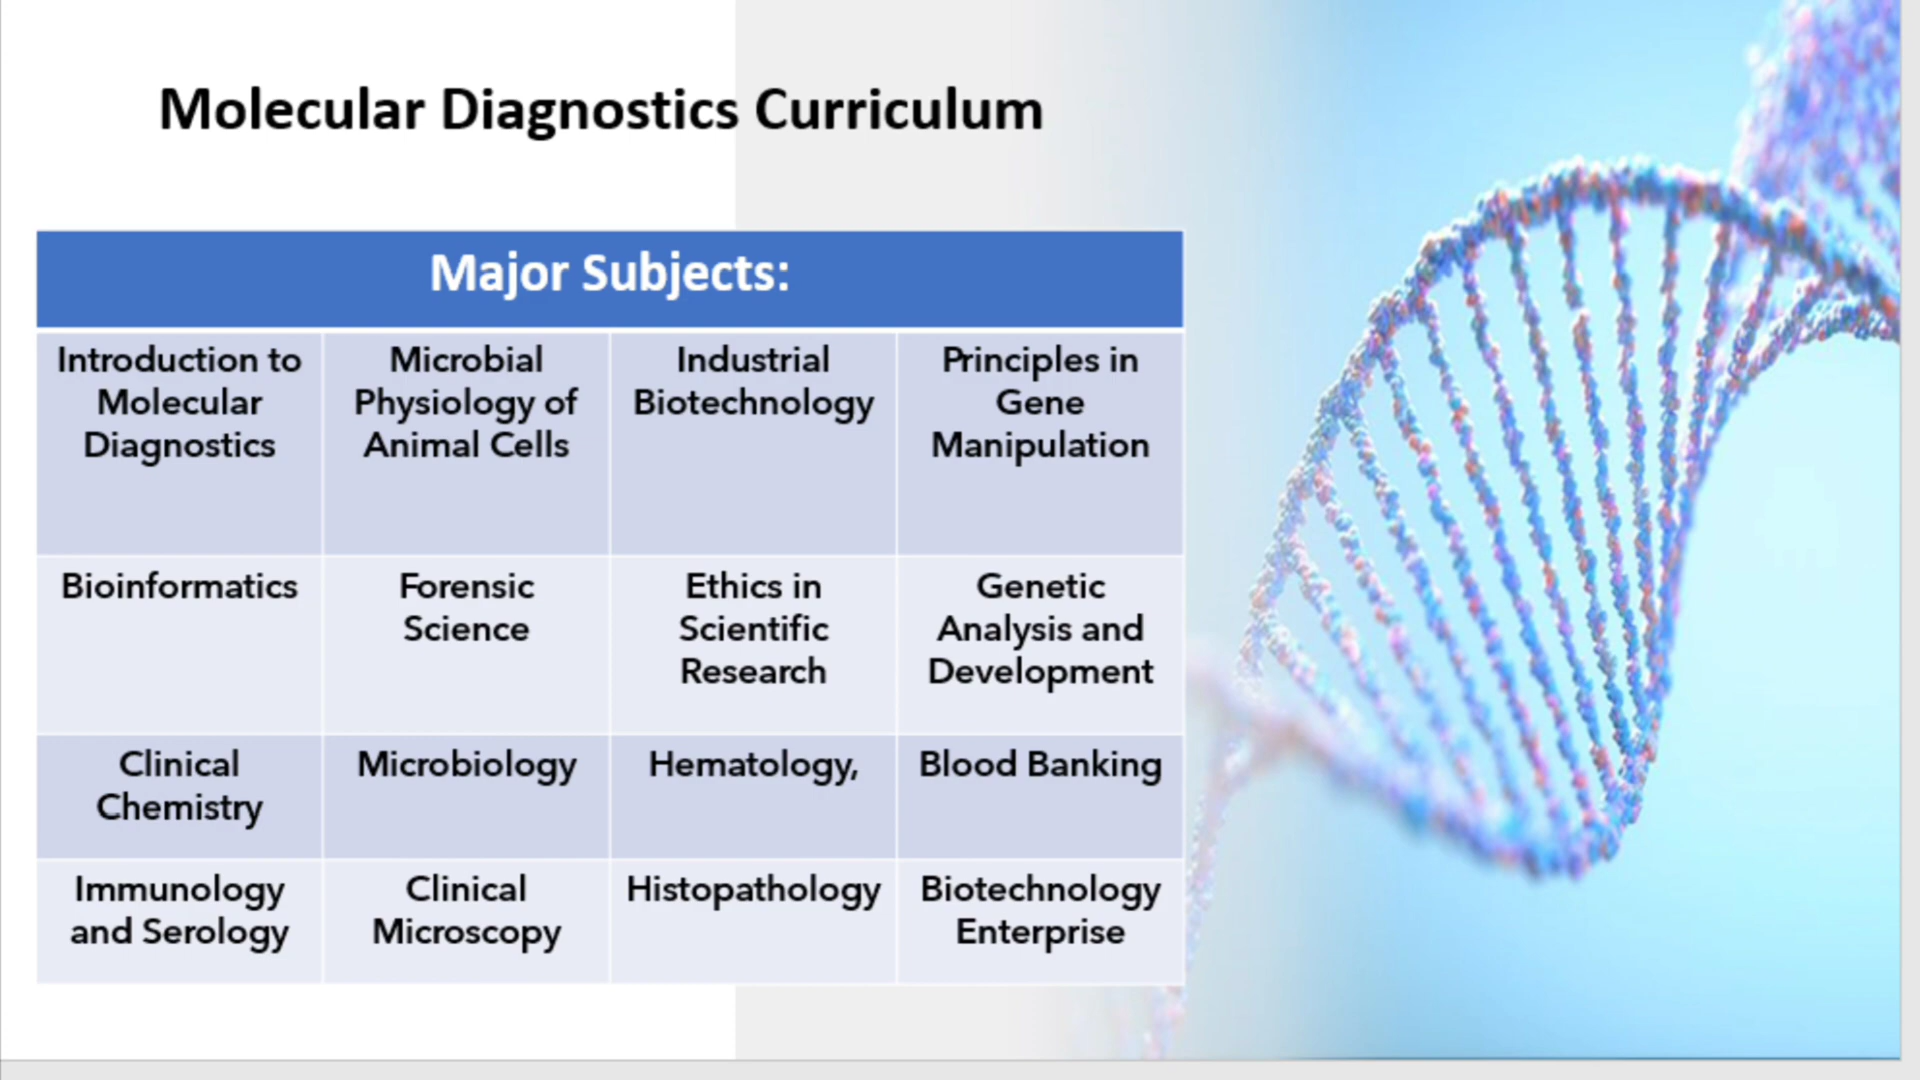 Molecular Diagnostics Curriculum
Major Subjects:
Introduction to
Molecular
Diagnostics
Microbial
Physiology of
Animal Cells
Industrial
Biotechnology
Principles in
Gene
Manipulation
Bioinformatics
Forensic
Science
Ethics in
Scientific
Research
Genetic
Analysis and
Development
Clinical
Chemistry
Microbiology
Hematology,
Blood Banking
Immunology
and Serology
Clinical
Microscopy
Histopathology
Biotechnology
Enterprise